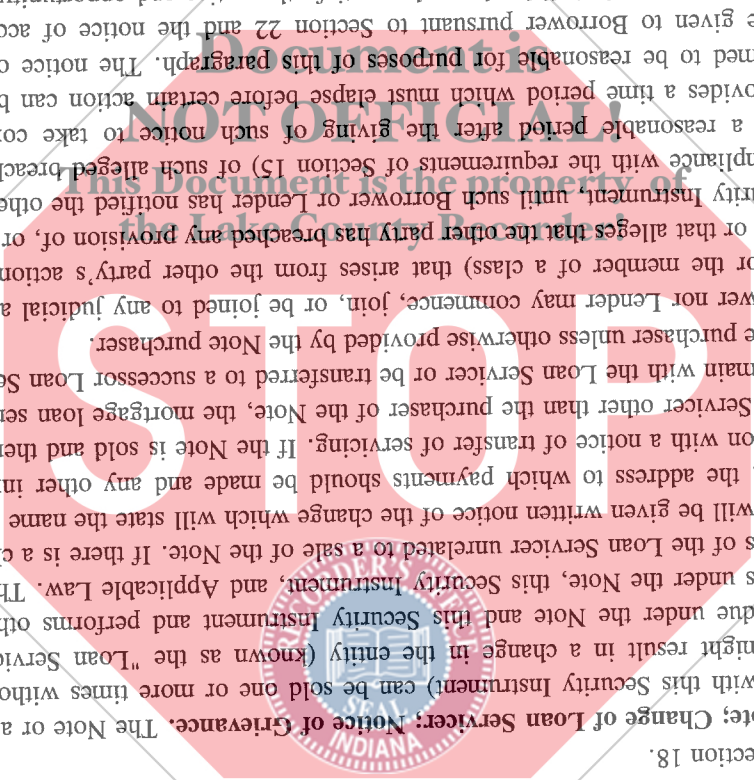 ection 18.
te; Change of Loan Servicer; Notice of Grievance. The Note or a
with this Security Instrument) can be sold one or more times witho
might result in a change in the entity (known as the "Loan Servic
due under the Note and this Security Instrument and performs oth
s under the Note, this Security Instrument, and Applicable Law. Th
s of the Loan Servicer unrelated to a sale of the Note. If there is a c
will be given written notice of the change which will state the name
the address to which payments should be made and any other in
on with a notice of transfer of servicing. If the Note is sold and ther
Servicer other than the purchaser of the Note, the mortgage loan ser
main with the Loan Servicer or be transferred to a successor Loan Se
e purchaser unless otherwise provided by the Note purchaser.
wer nor Lender may commence, join, or be joined to any judicial a
or the member of a class) that arises from the other party's action
or that alleges that the other party has breached any provision of, or
rity Instrument, until such Borrower or Lender has notified the othe
mpliance with the requirements of Section 15) of such alleged breach
a reasonable period after the giving of such notice to take cor
ovides a time period which must elapse before certain action can b
med to be reasonable for purposes of this paragraph. The notice o
e given to Borrower pursuant to Section 22 and the notice of acc
Document is
NOT OFFICIAL!
This Document is the property of
the Lake County Recorder!
STOP
RECORDER'S OFFICE
SEAL
INDIANA